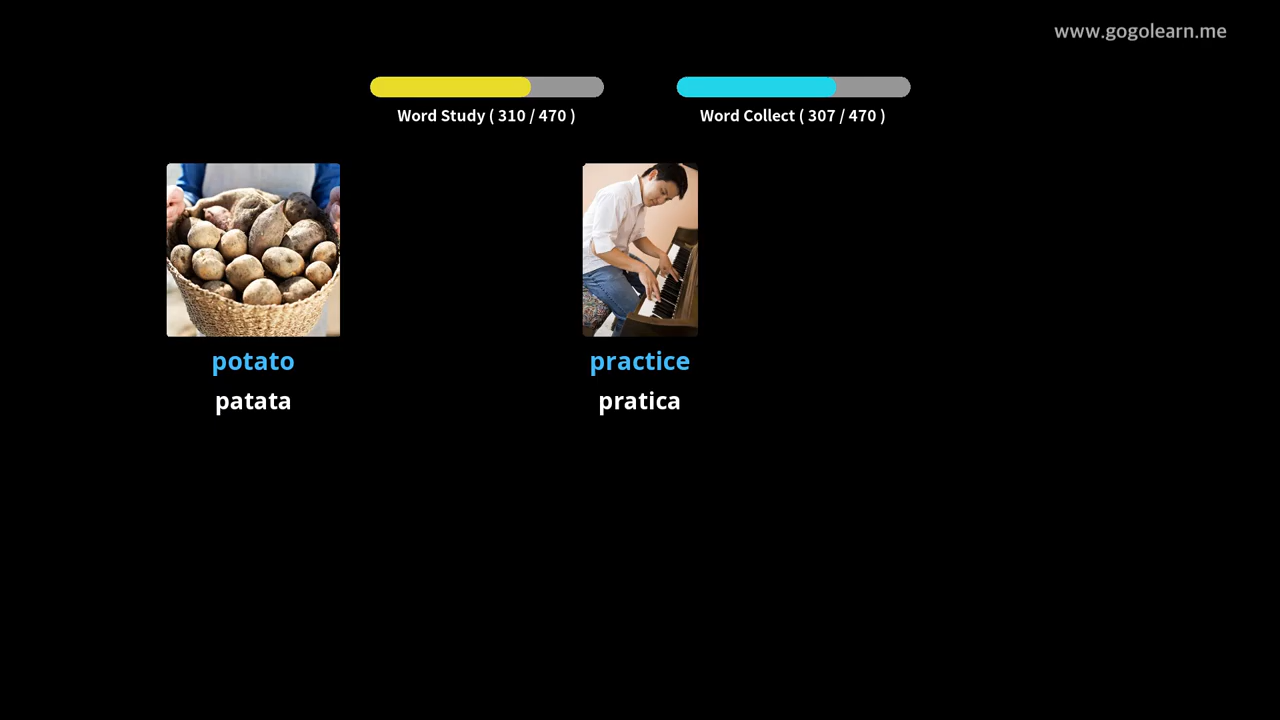 www.gogolearn.me
Word Study ( 310 / 470 )
Word Collect ( 307 / 470 )
potato
patata
practice
pratica